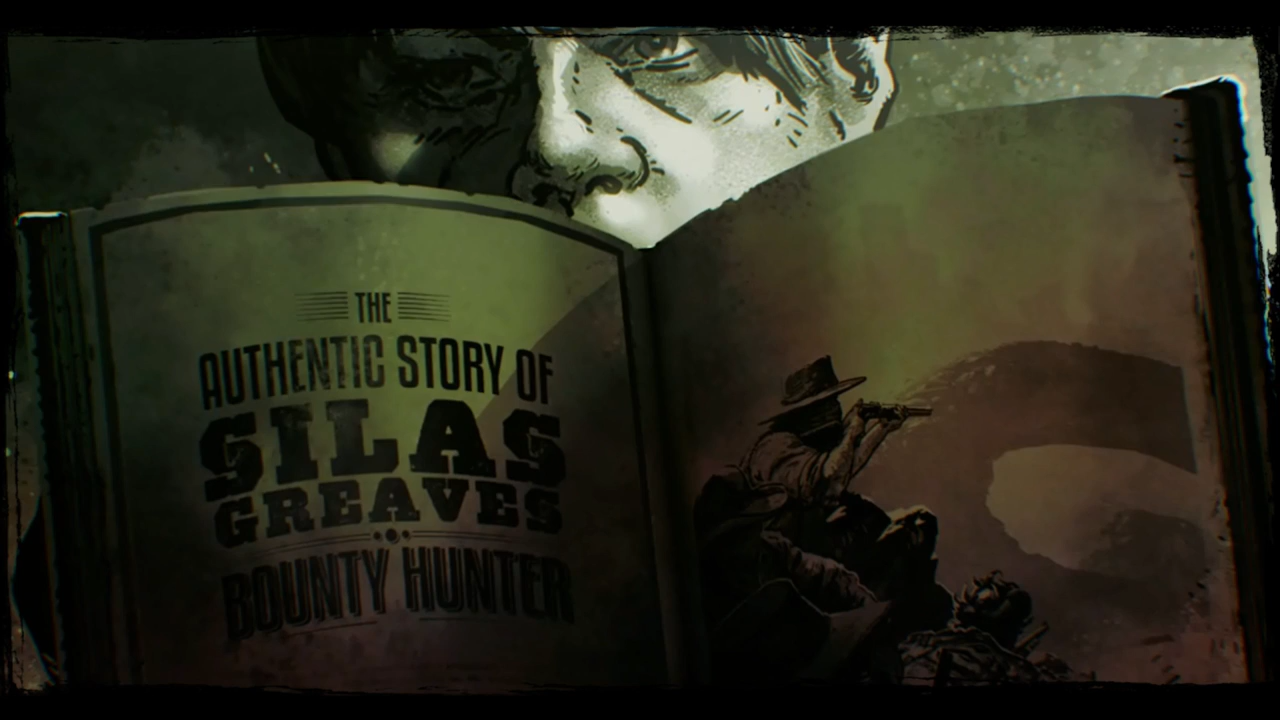 THE
AUTHENTIC STORY OF
SILAS
GREAVES
BOUNTY HUNTER